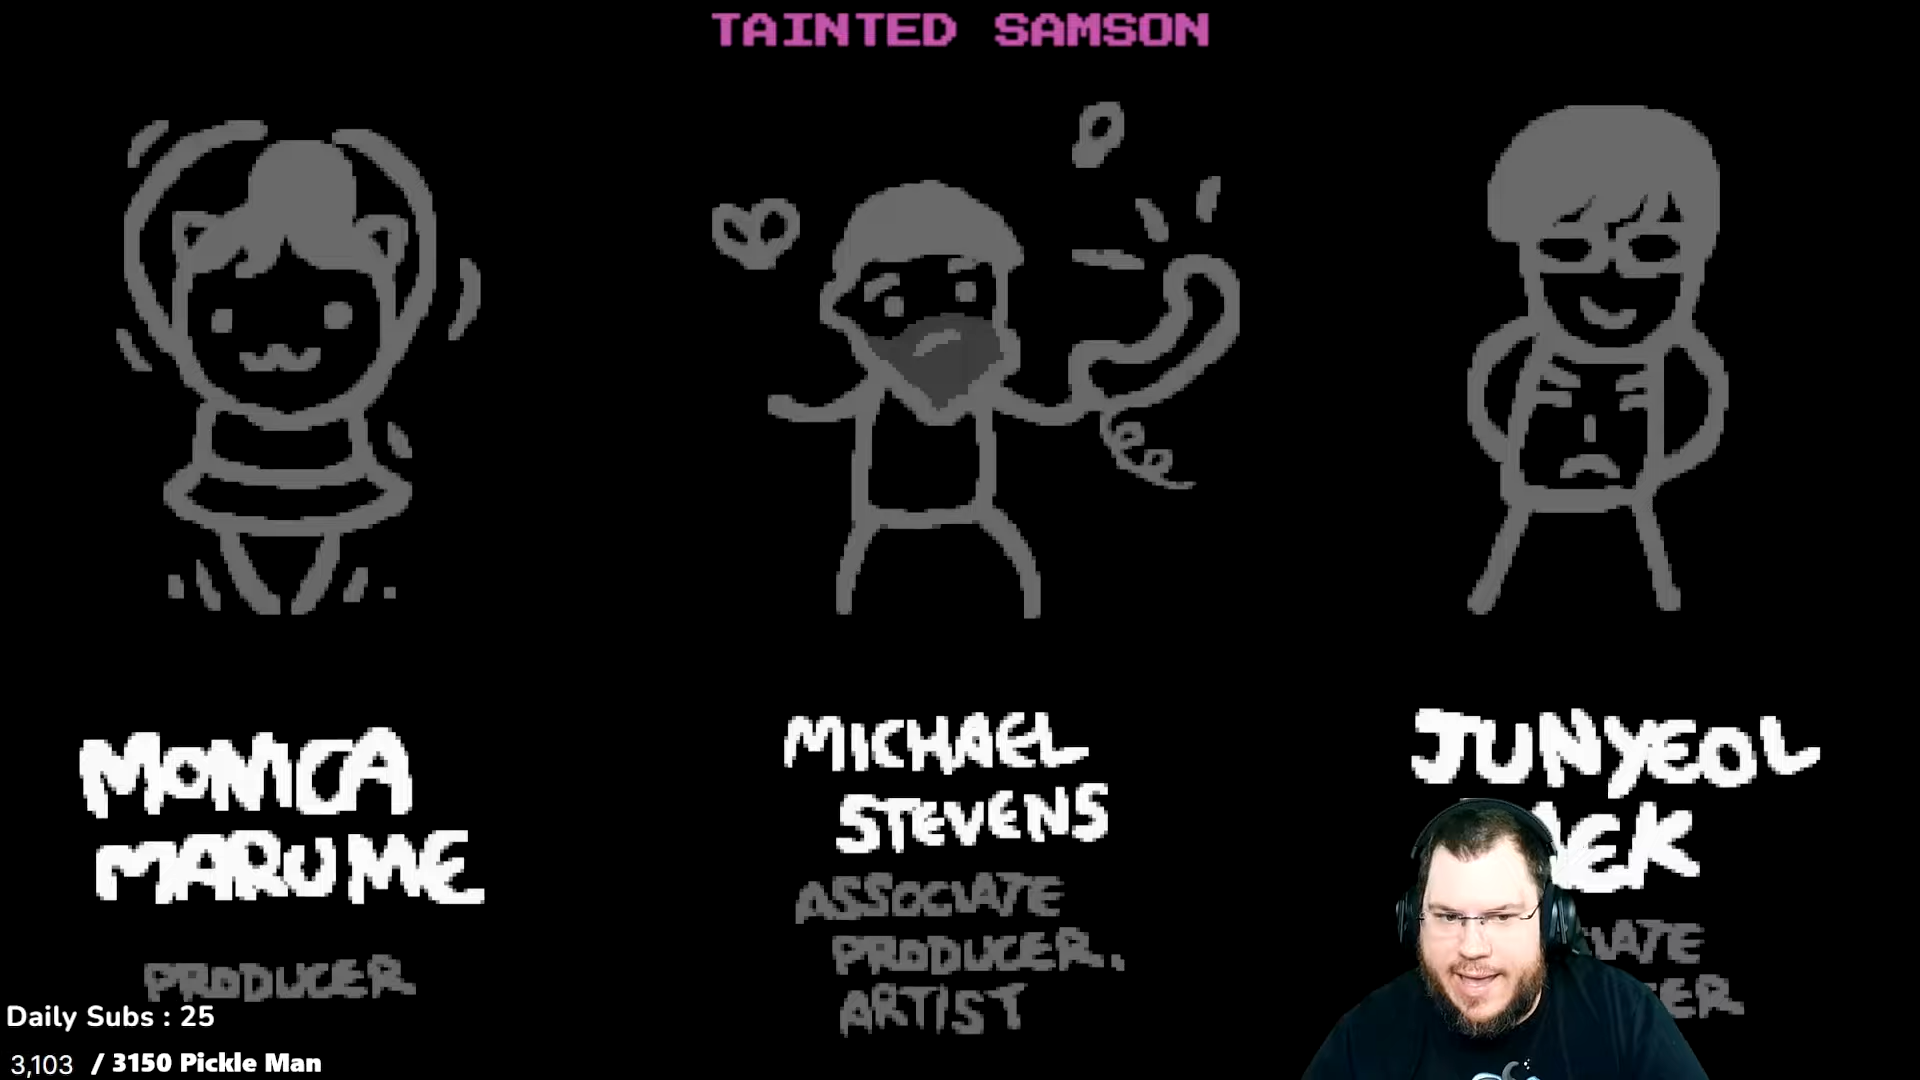 TAINTED SAMSON
MONICA
MARUME
PRODUCER
MICHAEL
STEVENS
ASSOCIATE
PRODUCER.
ARTIST
JUNYEOL
Daily Subs : 25
3,103 / 3150 Pickle Man